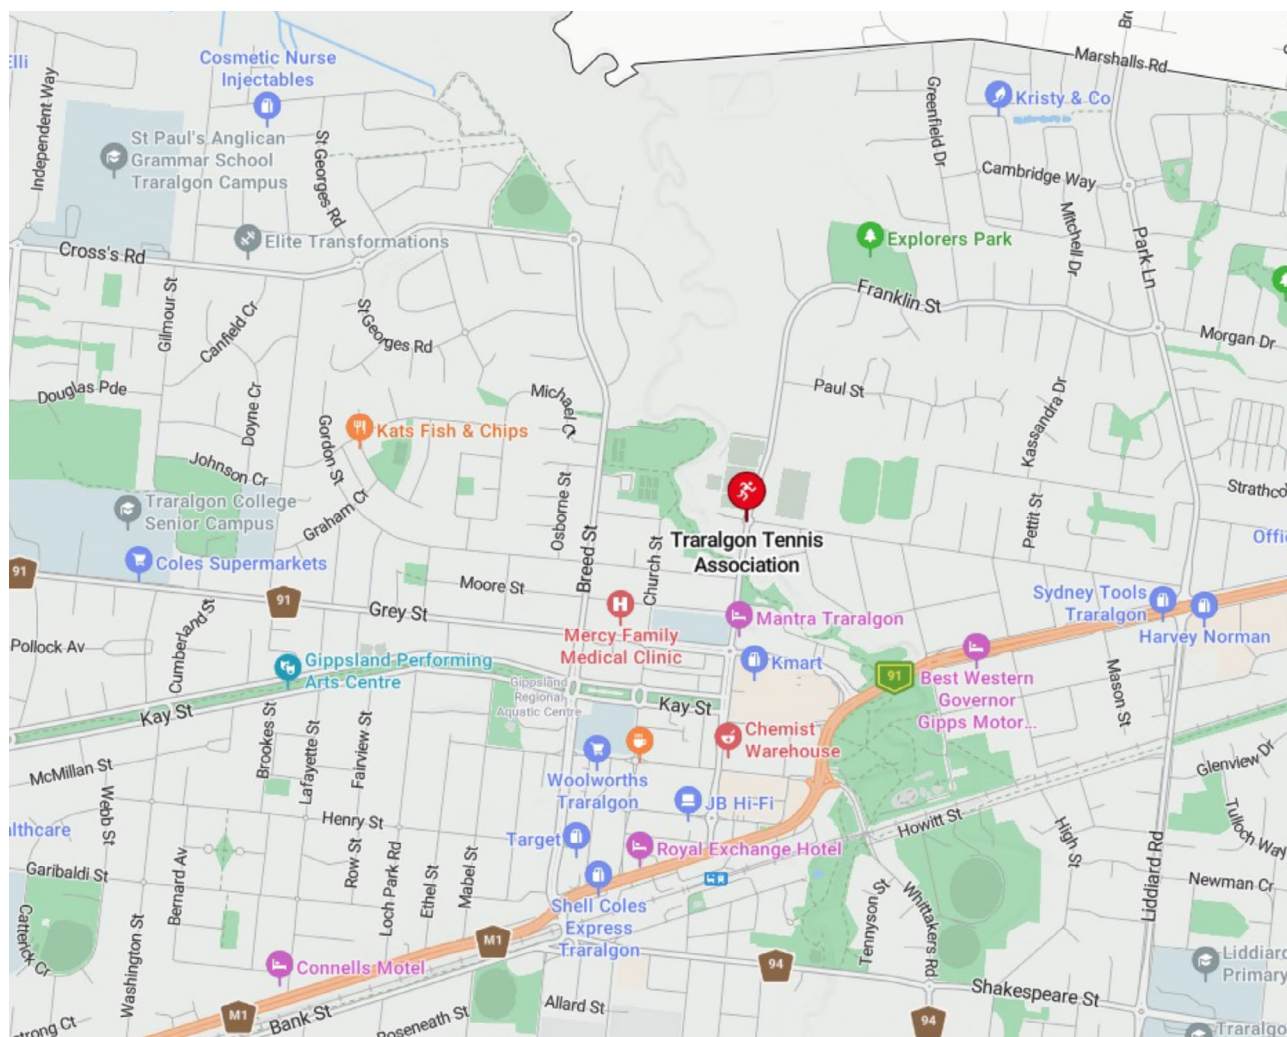 Elli
Cosmetic Nurse
Injectables
Independent Way
St Paul's Anglican
Grammar School
Traralgon Campus
St Georges Rd
Elite Transformations
Cross's Rd
Gilmour St
Canfield Cr
St Georges Rd
Marshalls Rd
Greenfield Dr
Kristy & Co
Cambridge Way
Mitchell Dr
Park Ln
Explorers Park
Franklin St
Morgan Dr
Douglas Pde
Doyne Cr
Gordon St
Kats Fish & Chips
Michael Ct
Paul St
Kassandra Dr
Johnson Cr
Traralgon College
Senior Campus
Graham Cr
Osborne St
Breed St
Church St
Pettit St
Traralgon Tennis
Association
91
Coles Supermarkets
91
Grey St
Moore St
Mercy Family
Medical Clinic
Mantra Traralgon
Sydney Tools
Traralgon
Harvey Norman
Pollock Av
Cumberland St
Gippsland Performing
Arts Centre
Gippsland
Regional
Aquatic Centre
Kmart
91
Best Western
Governor
Gipps Motor...
Mason St
Kay St
Kay St
Brookes St
Lafayette St
Fairview St
Chemist
Warehouse
McMillan St
Webb St
Woolworths
Traralgon
JB Hi-Fi
Howitt St
Glenview Dr
Tulloch Way
Henry St
Target
Royal Exchange Hotel
High St
Garibaldi St
Bernard Av
Row St
Loch Park Rd
Ethel St
Mabel St
Shell Coles
Express
Traralgon
Tennyson St
Whittakers Rd
Liddiard Rd
Newman Cr
Catterick Cr
Washington St
Connells Motel
M1
94
Liddiard
Primary
M1
Bank St
Roseneath St
Allard St
Shakespeare St
94